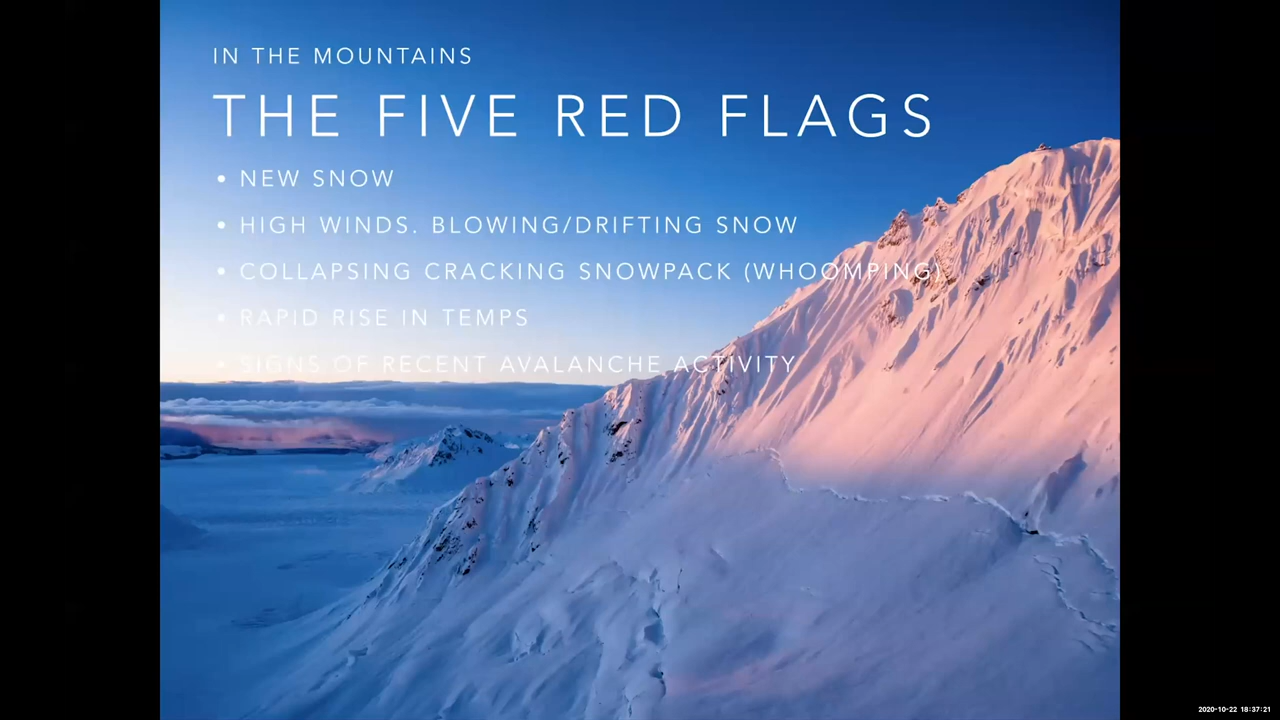 IN THE MOUNTAINS
THE FIVE RED FLAGS
• NEW SNOW
• HIGH WINDS. BLOWING/DRIFTING SNOW
• COLLAPSING CRACKING SNOWPACK (WHOOMPING)
• RAPID RISE IN TEMPS
• SIGNS OF RECENT AVALANCHE ACTIVITY
2020-10-22 18:37:21